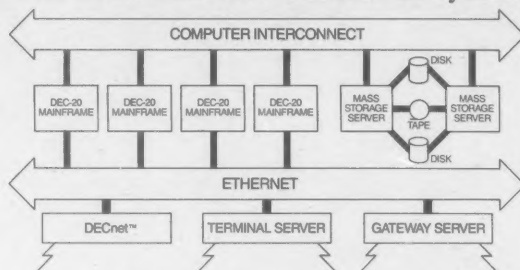 COMPUTER INTERCONNECT
DISK
DEC-20
MAINFRAME
DEC-20
MAINFRAME
DEC-20
MAINFRAME
DEC-20
MAINFRAME
MASS
STORAGE
SERVER
TAPE
MASS
STORAGE
SERVER
DISK
ETHERNET
DECnet™
TERMINAL SERVER
GATEWAY SERVER